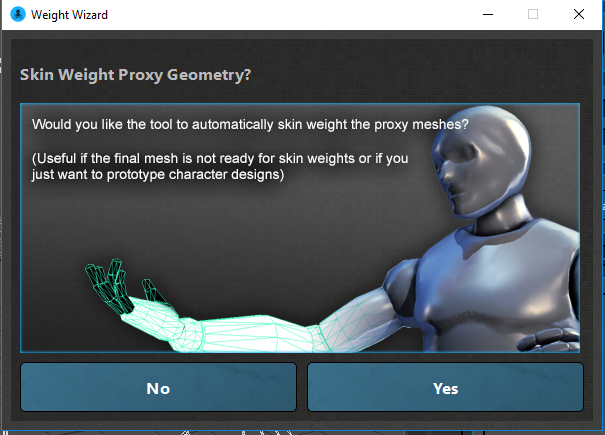 Weight Wizard
Skin Weight Proxy Geometry?
Would you like the tool to automatically skin weight the proxy meshes?
(Useful if the final mesh is not ready for skin weights or if you
just want to prototype character designs)
No
Yes